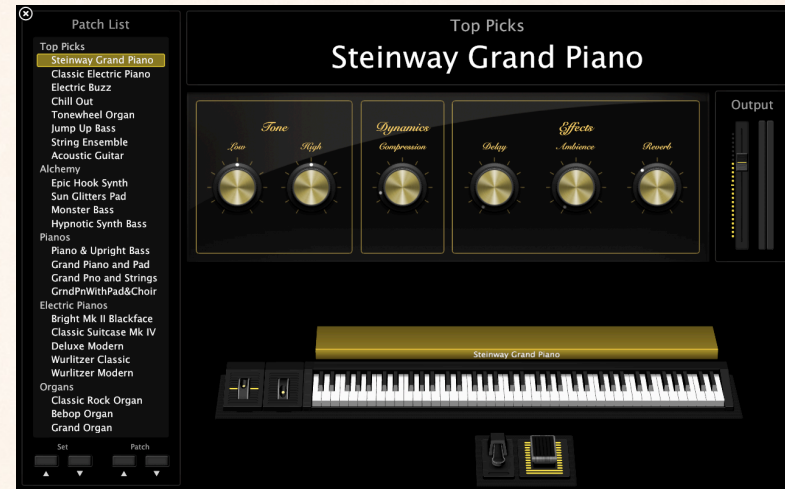 Patch List
Top Picks
Steinway Grand Piano
Classic Electric Piano
Electric Buzz
Chill Out
Tonewheel Organ
Jump Up Bass
String Ensemble
Acoustic Guitar
Alchemy
Epic Hook Synth
Sun Glitters Pad
Monster Bass
Hypnotic Synth Bass
Pianos
Piano & Upright Bass
Grand Piano and Pad
Grand Pno and Strings
GrndPnWithPad&Choir
Electric Pianos
Bright Mk II Blackface
Classic Suitcase Mk IV
Deluxe Modern
Wurlitzer Classic
Wurlitzer Modern
Organs
Classic Rock Organ
Bebop Organ
Grand Organ
Set Patch
Top Picks
Steinway Grand Piano
Tone Dynamics Effects
Low High Compression Delay Ambience Reverb
Output
Steinway Grand Piano